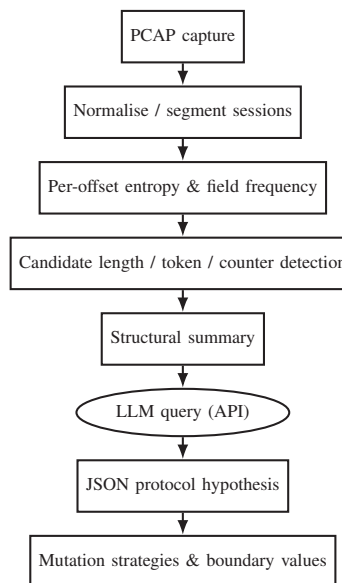 PCAP capture
Normalise / segment sessions
Per-offset entropy & field frequency
Candidate length / token / counter detection
Structural summary
LLM query (API)
JSON protocol hypothesis
Mutation strategies & boundary values